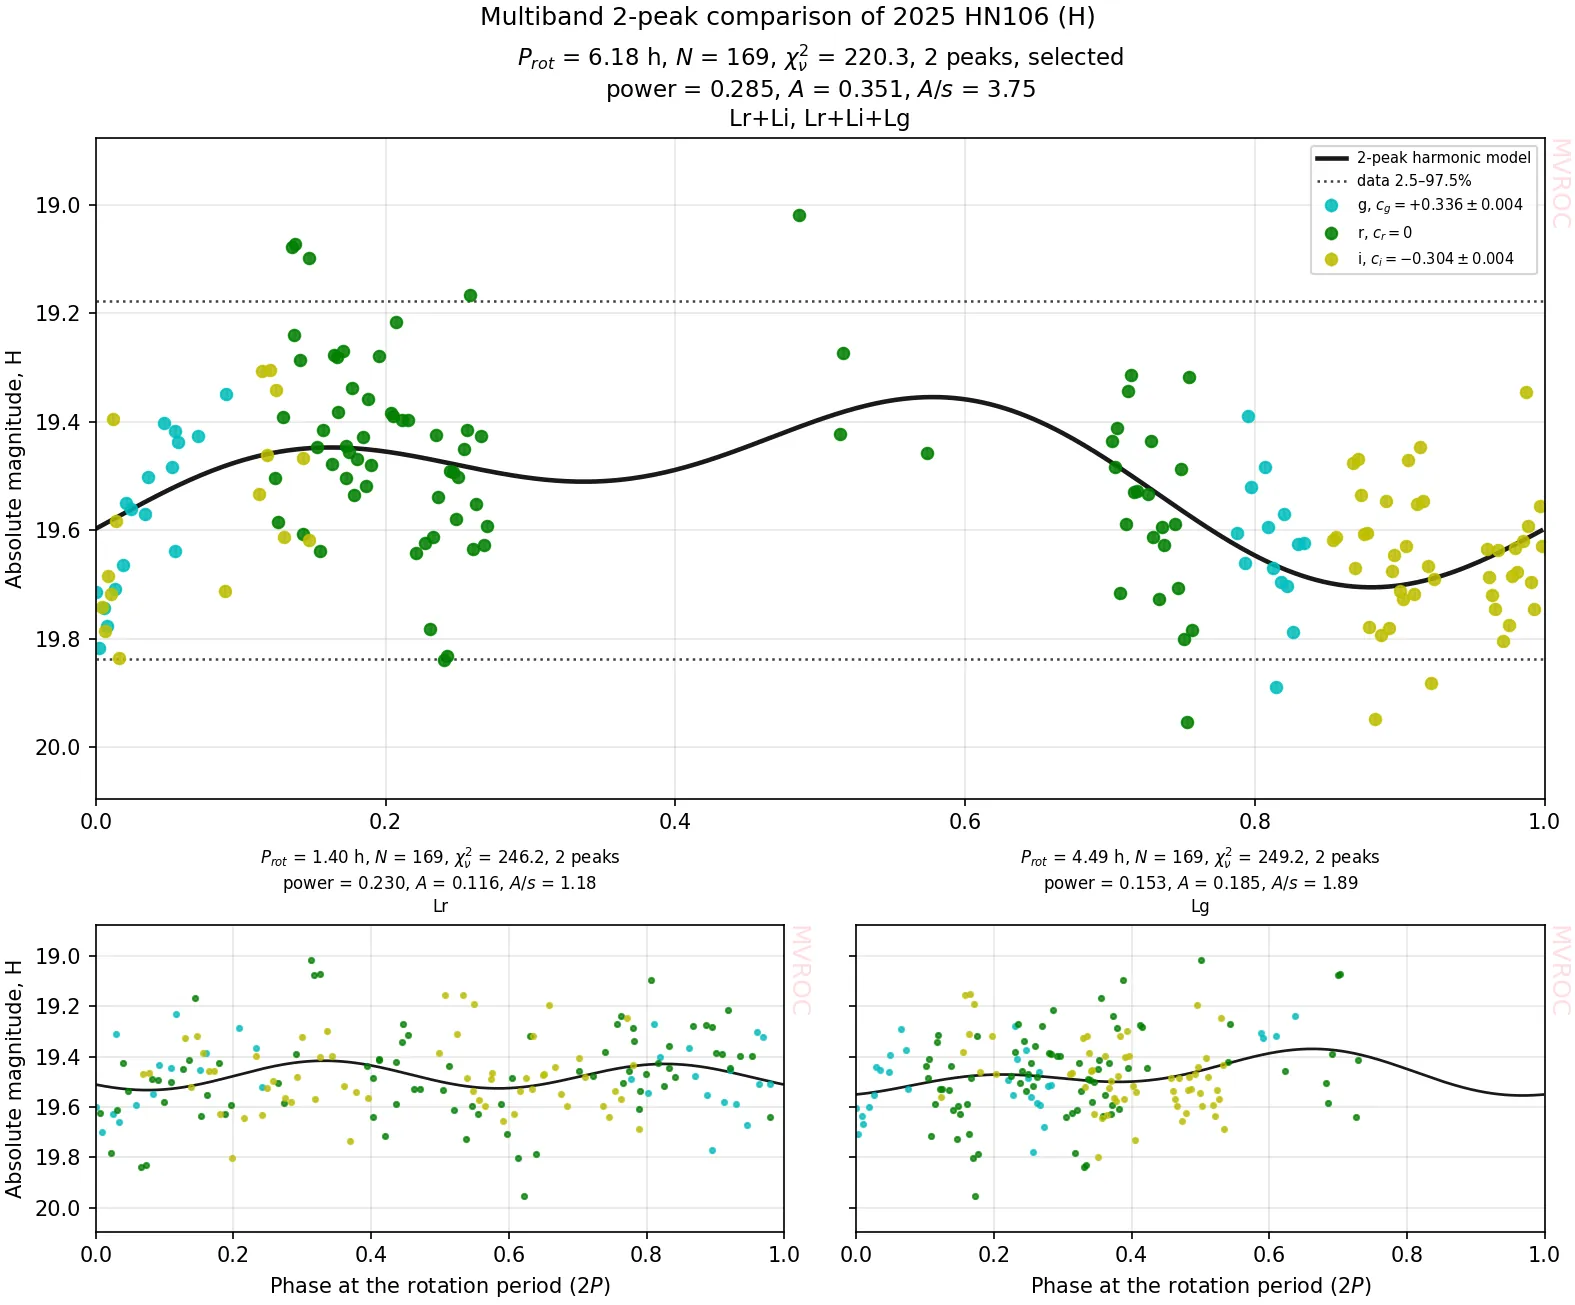 Multiband 2-peak comparison of 2025 HN106 (H)
P_rot = 6.18 h, N = 169, χ²_ν = 220.3, 2 peaks, selected
power = 0.285, A = 0.351, A/s = 3.75
Lr+Li, Lr+Li+Lg
2-peak harmonic model
data 2.5–97.5%
g, c_g = +0.336 ± 0.004
r, c_r = 0
i, c_i = −0.304 ± 0.004
MVROC
Absolute magnitude, H
19.0
19.2
19.4
19.6
19.8
20.0
0.0 0.2 0.4 0.6 0.8 1.0
P_rot = 1.40 h, N = 169, χ²_ν = 246.2, 2 peaks
power = 0.230, A = 0.116, A/s = 1.18
Lr
MVROC
Absolute magnitude, H
19.0
19.2
19.4
19.6
19.8
20.0
0.0 0.2 0.4 0.6 0.8 1.0
Phase at the rotation period (2P)
P_rot = 4.49 h, N = 169, χ²_ν = 249.2, 2 peaks
power = 0.153, A = 0.185, A/s = 1.89
Lg
MVROC
0.0 0.2 0.4 0.6 0.8 1.0
Phase at the rotation period (2P)